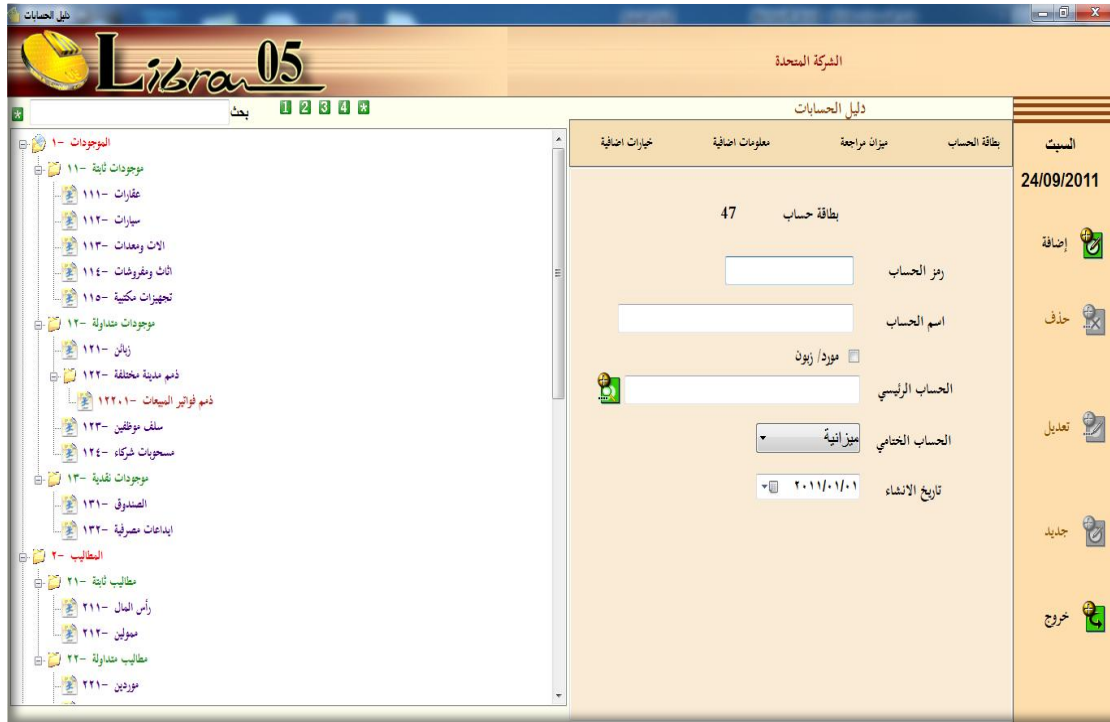 دليل الحسابات
Libra 05
الشركة المتحدة
دليل الحسابات
بحث
1 2 3 4 *
بطاقة الحساب
ميزان مراجعة
معلومات اضافية
خيارات اضافية
السبت
24/09/2011
إضافة
حذف
تعديل
جديد
خروج
بطاقة حساب 47
رمز الحساب
اسم الحساب
مورد/ زبون
الحساب الرئيسي
الحساب الختامي ميزانية
تاريخ الانشاء ٢٠١١/٠١/٠١
الموجودات -١
موجودات ثابتة -١١
عقارات -١١١
سيارات -١١٢
الات ومعدات -١١٣
اثاث ومفروشات -١١٤
تجهيزات مكتبية -١١٥
موجودات متداولة -١٢
زبائن -١٢١
ذمم مدينة مختلفة -١٢٢
ذمم فواتير المبيعات -١٢٢٠١
سلف موظفين -١٢٣
مسحوبات شركاء -١٢٤
موجودات نقدية -١٣
الصندوق -١٣١
ايداعات مصرفية -١٣٢
المطاليب -٢
مطاليب ثابتة -٢١
رأس المال -٢١١
ممولين -٢١٢
مطاليب متداولة -٢٢
موردين -٢٢١